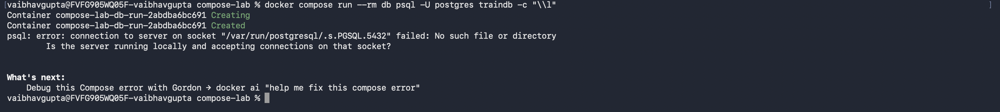 [vaibhavgupta@FVFG905WQ05F-vaibhavgupta compose-lab % docker compose run --rm db psql -U postgres traindb -c "\\l" ]
Container compose-lab-db-run-2abdba6bc691 Creating
Container compose-lab-db-run-2abdba6bc691 Created
psql: error: connection to server on socket "/var/run/postgresql/.s.PGSQL.5432" failed: No such file or directory
        Is the server running locally and accepting connections on that socket?
What's next:
    Debug this Compose error with Gordon → docker ai "help me fix this compose error"
vaibhavgupta@FVFG905WQ05F-vaibhavgupta compose-lab %